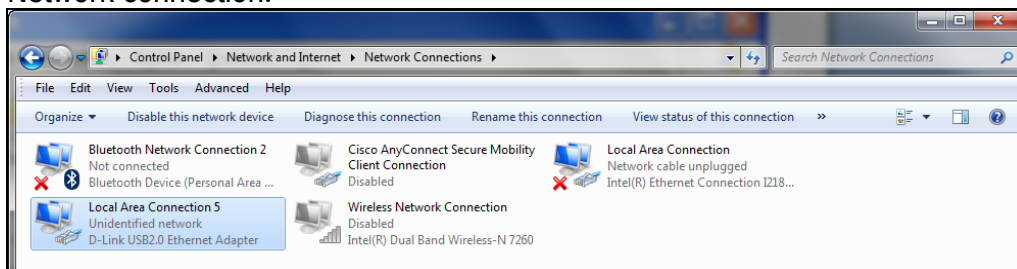 Network connection.
Control Panel ▸ Network and Internet ▸ Network Connections ▸
Search Network Connections
File Edit View Tools Advanced Help
Organize Disable this network device Diagnose this connection Rename this connection View status of this connection »
Bluetooth Network Connection 2
Not connected
Bluetooth Device (Personal Area ...
Cisco AnyConnect Secure Mobility
Client Connection
Disabled
Local Area Connection
Network cable unplugged
Intel(R) Ethernet Connection I218...
Local Area Connection 5
Unidentified network
D-Link USB2.0 Ethernet Adapter
Wireless Network Connection
Disabled
Intel(R) Dual Band Wireless-N 7260